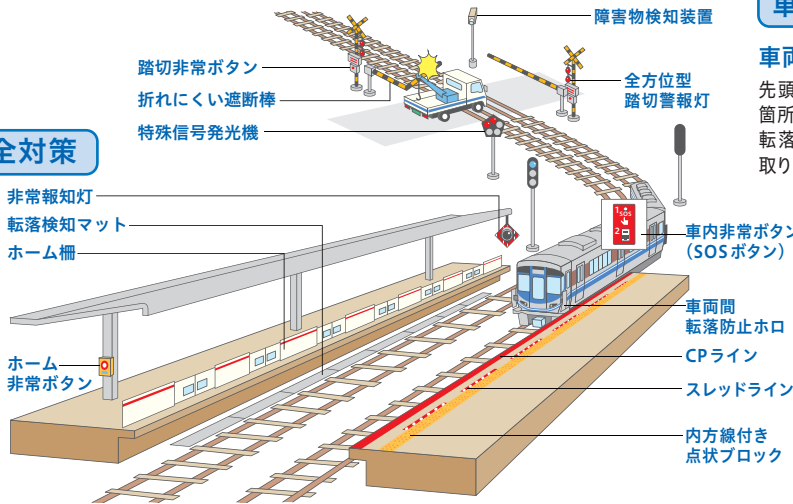 障害物検知装置
踏切非常ボタン
折れにくい遮断棒
特殊信号発光機
全方位型
踏切警報灯
車
車両
先頭
箇所
転落
取り
全対策
非常報知灯
転落検知マット
ホーム柵
ホーム
非常ボタン
1 SOS
2
車内非常ボタン
（SOSボタン）
車両間
転落防止ホロ
CPライン
スレッドライン
内方線付き
点状ブロック